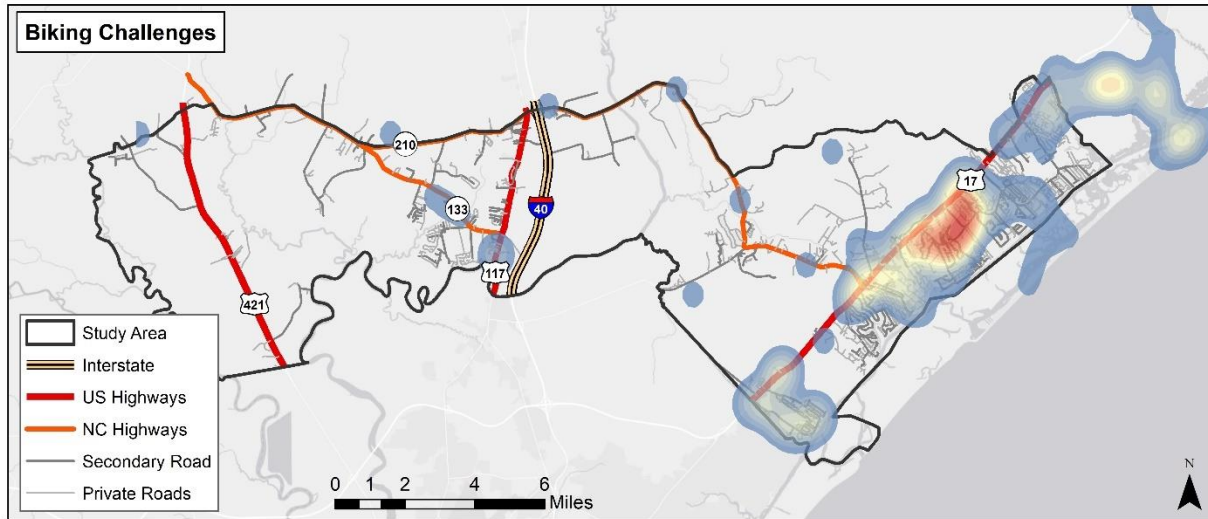 Biking Challenges
210
17
133
40
117
421
Study Area
Interstate
US Highways
NC Highways
Secondary Road
Private Roads
0 1 2 4 6
Miles
N